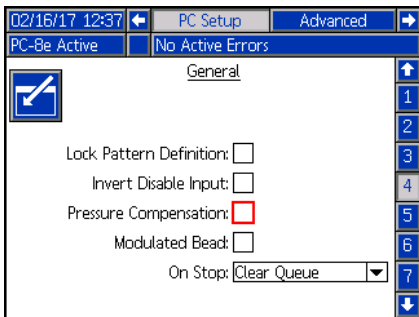 02/16/17 12:37 PC Setup Advanced
PC-8e Active No Active Errors
General
1
2
Lock Pattern Definition: 3
Invert Disable Input: 4
Pressure Compensation: 5
Modulated Bead: 6
On Stop: Clear Queue 7